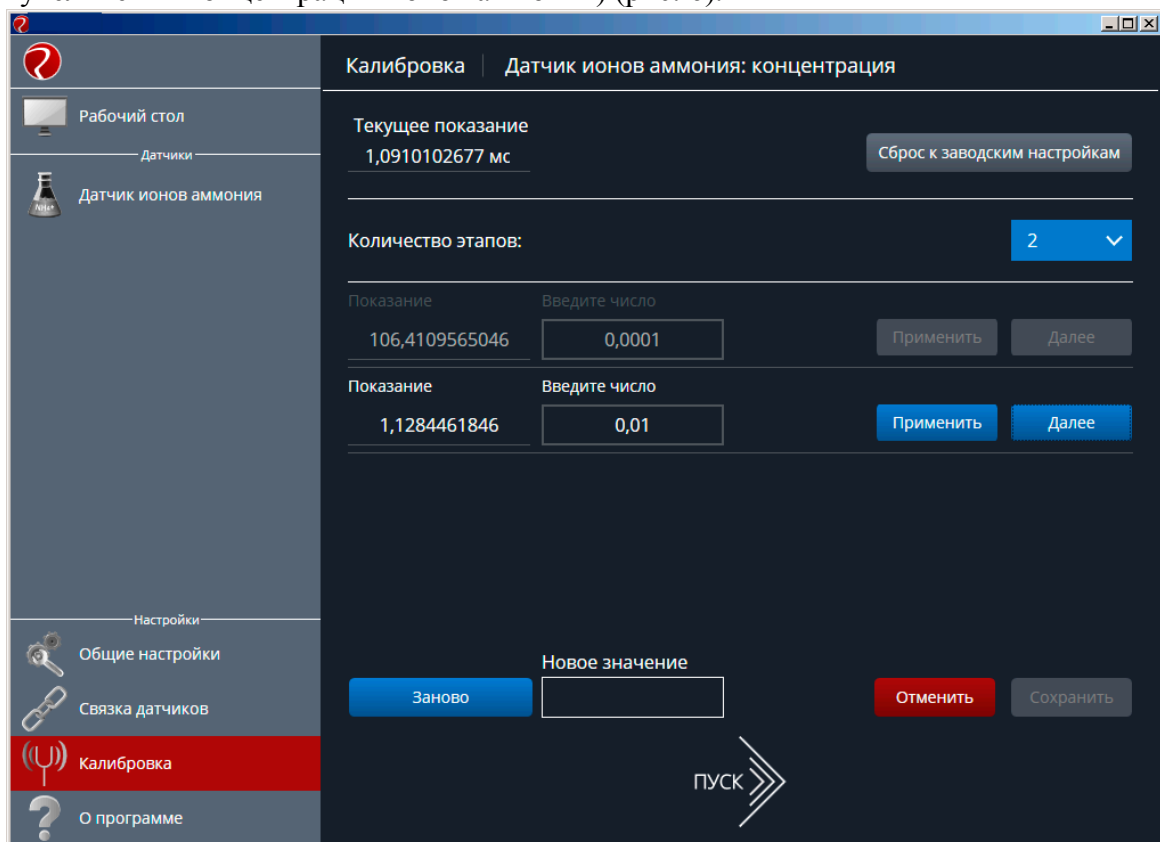 Калибровка Датчик ионов аммония: концентрация
Рабочий стол
Датчики
Датчик ионов аммония
NH₄+
Текущее показание
1,0910102677 мс
Сброс к заводским настройкам
Количество этапов:
2
Показание Введите число
106,4109565046 0,0001 Применить Далее
Показание Введите число
1,1284461846 0,01 Применить Далее
Настройки
Общие настройки
Связка датчиков
Калибровка
О программе
Новое значение
Заново Отменить Сохранить
ПУСК